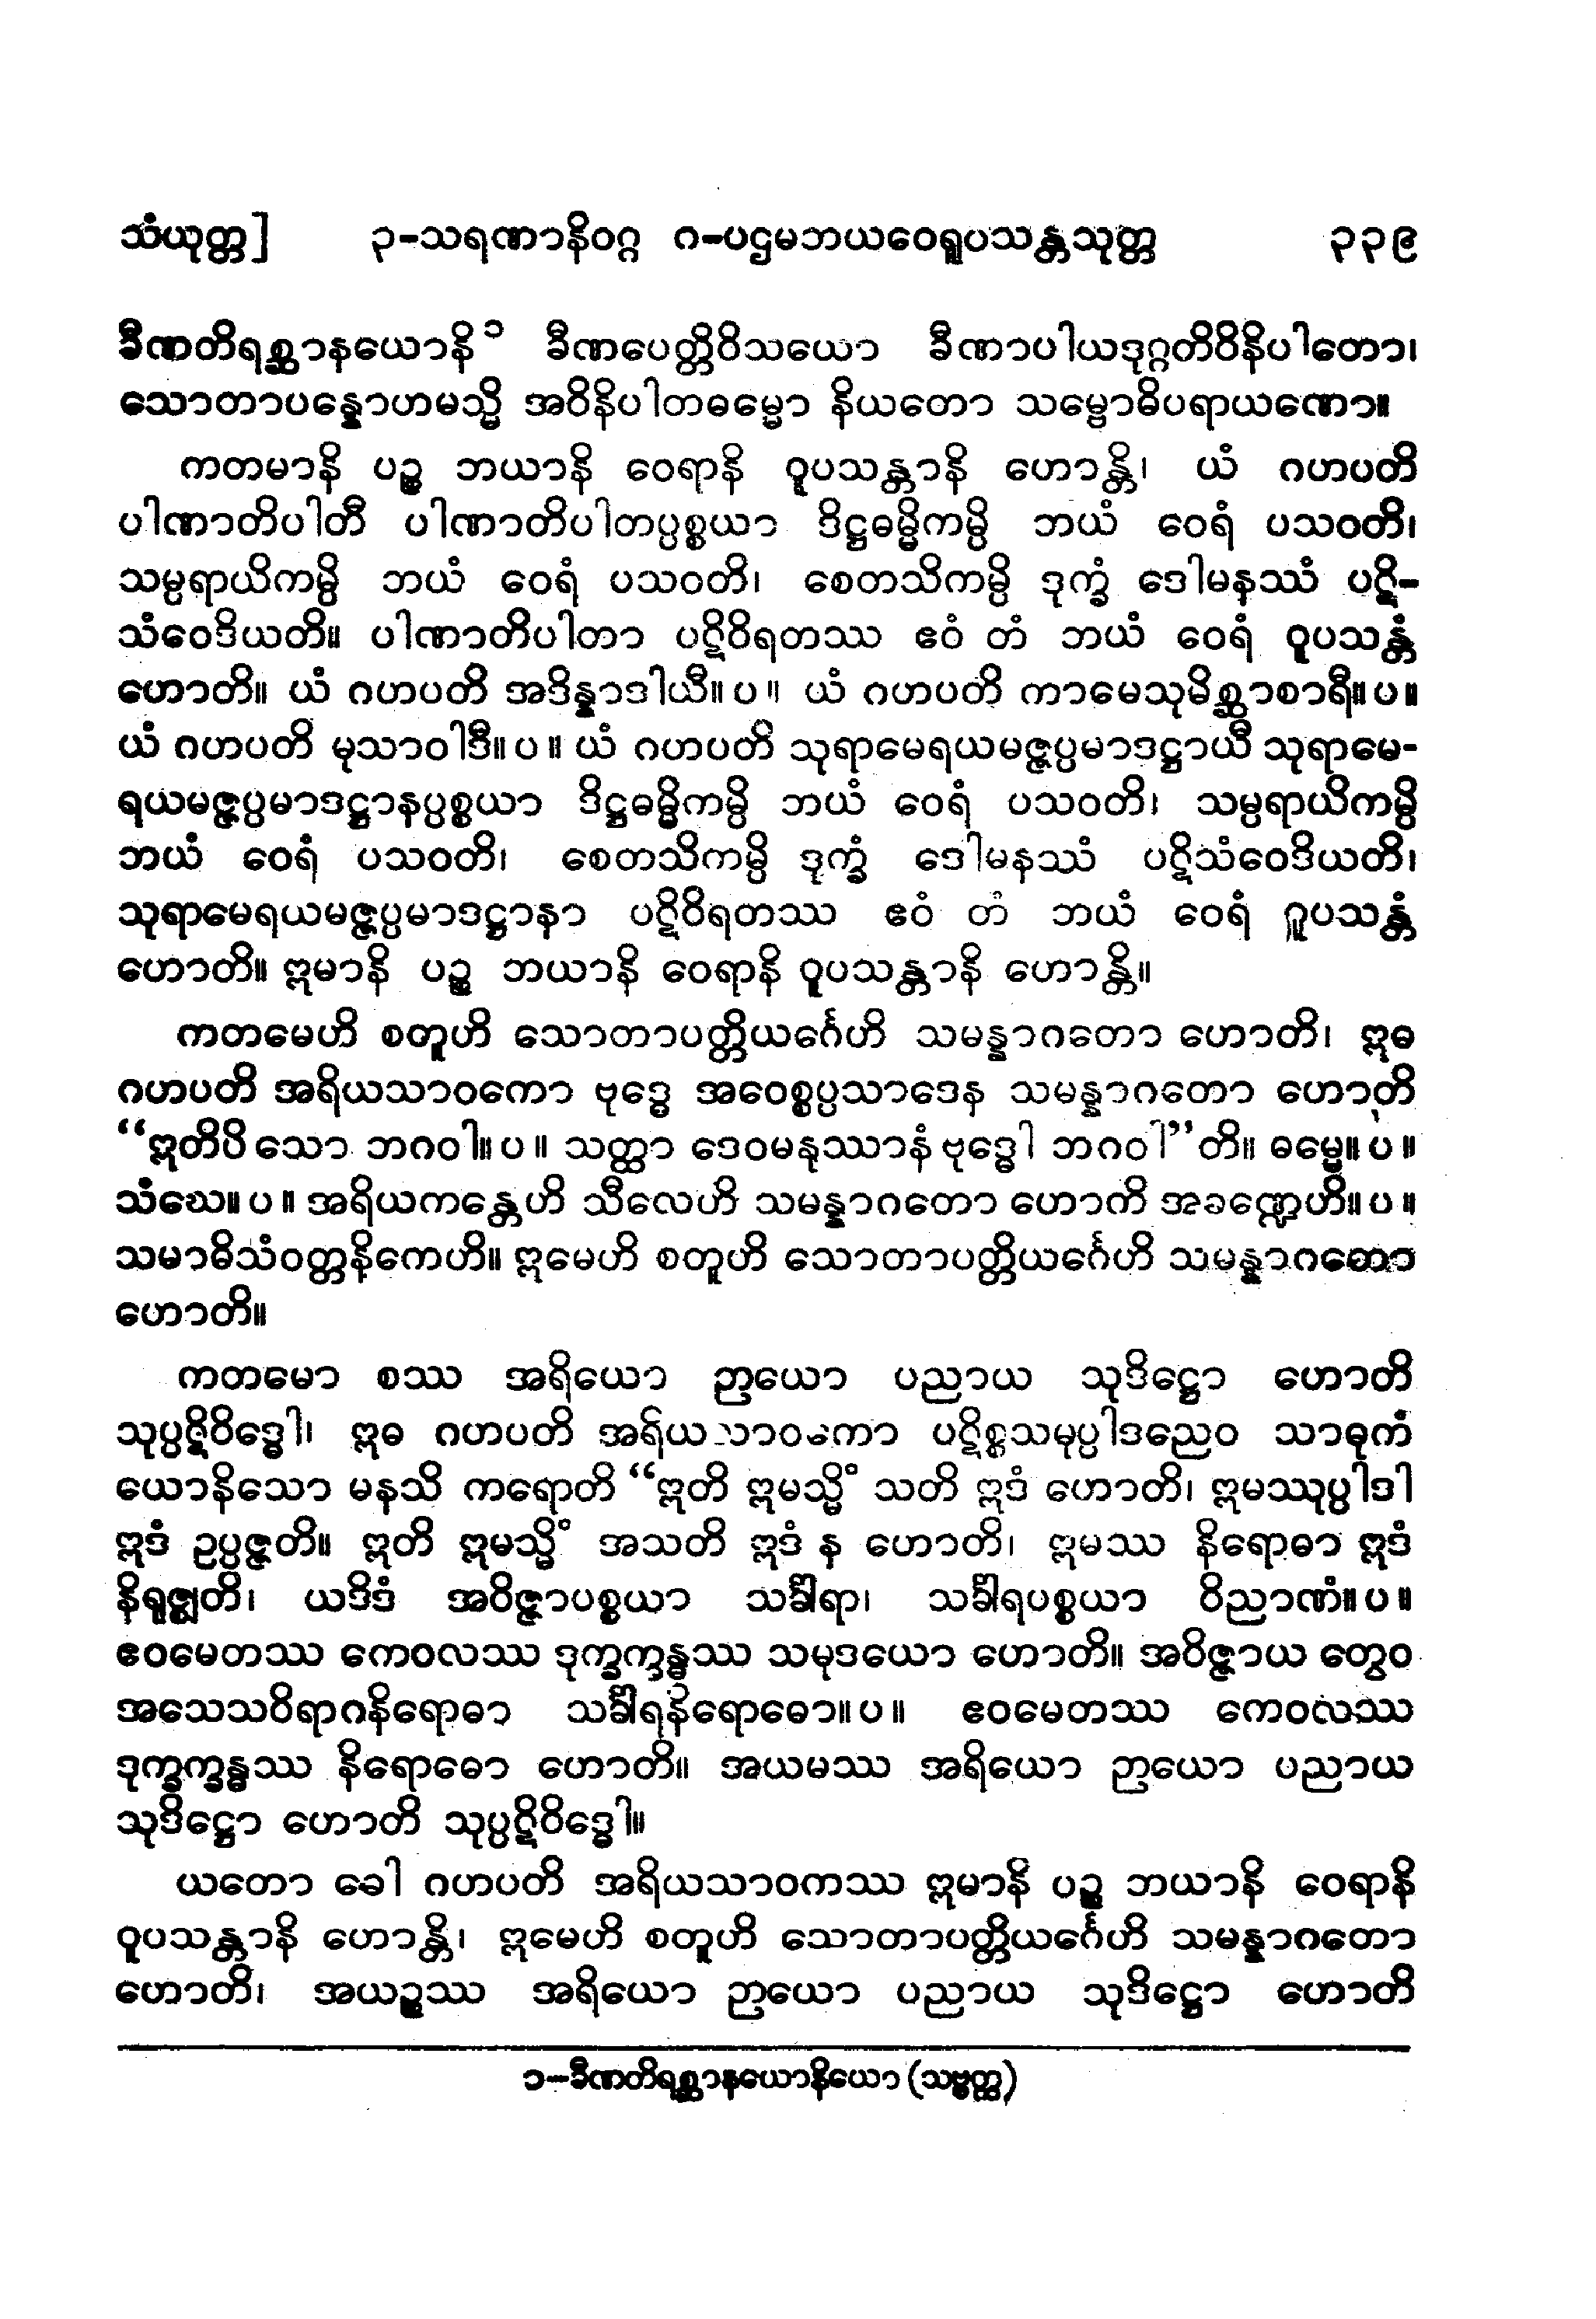 သံယုတ္တ] ၃-သရဏာနိဝဂ္ဂ ဂ-ပဌမဘယဝေရူပသန္တသုတ္တ ၃၃၉
ခီဏတိရစ္ဆာနယောနိ ၁ ခီဏပေတ္တိဝိသယော ခီဏာပါယဒုဂ္ဂတိဝိနိပါတော၊
သောတာပန္နောဟမသ္မိ အဝိနိပါတဓမ္မော နိယတော သမ္ဗောဓိပရာယဏော။
ကတမာနိ ပဉ္စ ဘယာနိ ဝေရာနိ ဝူပသန္တာနိ ဟောန္တိ၊ ယံ ဂဟပတိ
ပါဏာတိပါတီ ပါဏာတိပါတပ္ပစ္စယာ ဒိဋ္ဌဓမ္မိကမ္ပိ ဘယံ ဝေရံ ပသဝတိ၊
သမ္ပရာယိကမ္ပိ ဘယံ ဝေရံ ပသဝတိ၊ စေတသိကမ္ပိ ဒုက္ခံ ဒေါမနဿံ ပဋိ-
သံဝေဒိယတိ။ ပါဏာတိပါတာ ပဋိဝိရတဿ ဧဝံ တံ ဘယံ ဝေရံ ဝူပသန္တံ
ဟောတိ။ ယံ ဂဟပတိ အဒိန္နာဒါယီ။ ပ ။ ယံ ဂဟပတိ ကာမေသုမိစ္ဆာစာရီ။ ပ ။
ယံ ဂဟပတိ မုသာဝါဒီ။ ပ ။ ယံ ဂဟပတိ သုရာမေရယမဇ္ဇပ္ပမာဒဋ္ဌာယီ သုရာမေ-
ရယမဇ္ဇပ္ပမာဒဋ္ဌာနပ္ပစ္စယာ ဒိဋ္ဌဓမ္မိကမ္ပိ ဘယံ ဝေရံ ပသဝတိ၊ သမ္ပရာယိကမ္ပိ
ဘယံ ဝေရံ ပသဝတိ၊ စေတသိကမ္ပိ ဒုက္ခံ ဒေါမနဿံ ပဋိသံဝေဒိယတိ၊
သုရာမေရယမဇ္ဇပ္ပမာဒဋ္ဌာနာ ပဋိဝိရတဿ ဧဝံ တံ ဘယံ ဝေရံ ဝူပသန္တံ
ဟောတိ။ ဣမာနိ ပဉ္စ ဘယာနိ ဝေရာနိ ဝူပသန္တာနိ ဟောန္တိ။
ကတမေဟိ စတူဟိ သောတာပတ္တိယင်္ဂေဟိ သမန္နာဂတော ဟောတိ၊ ဣဓ
ဂဟပတိ အရိယသာဝကော ဗုဒ္ဓေ အဝေစ္စပ္ပသာဒေန သမန္နာဂတော ဟောတိ
“ဣတိပိ သော ဘဂဝါ။ ပ ။ သတ္ထာ ဒေဝမနုဿာနံ ဗုဒ္ဓေါ ဘဂဝါ”တိ။ ဓမ္မေ။ ပ ။
သံဃေ။ ပ ။ အရိယကန္တေဟိ သီလေဟိ သမန္နာဂတော ဟောတိ အခဏ္ဍေဟိ။ ပ ။
သမာဓိသံဝတ္တနိကေဟိ။ ဣမေဟိ စတူဟိ သောတာပတ္တိယင်္ဂေဟိ သမန္နာဂတော
ဟောတိ။
ကတမော စဿ အရိယော ဉာယော ပညာယ သုဒိဋ္ဌော ဟောတိ
သုပ္ပဋိဝိဒ္ဓေါ၊ ဣဓ ဂဟပတိ အရိယသာဝကော ပဋိစ္စသမုပ္ပါဒညေဝ သာဓုကံ
ယောနိသော မနသိ ကရောတိ “ဣတိ ဣမသ္မိံ သတိ ဣဒံ ဟောတိ၊ ဣမဿုပ္ပါဒါ
ဣဒံ ဥပ္ပဇ္ဇတိ။ ဣတိ ဣမသ္မိံ အသတိ ဣဒံ န ဟောတိ၊ ဣမဿ နိရောဓာ ဣဒံ
နိရုဇ္ဈတိ၊ ယဒိဒံ အဝိဇ္ဇာပစ္စယာ သင်္ခါရာ၊ သင်္ခါရပစ္စယာ ဝိညာဏံ။ ပ ။
ဧဝမေတဿ ကေဝလဿ ဒုက္ခက္ခန္ဓဿ သမုဒယော ဟောတိ။ အဝိဇ္ဇာယ တွေဝ
အသေသဝိရာဂနိရောဓာ သင်္ခါရနိရောဓော။ ပ ။ ဧဝမေတဿ ကေဝလဿ
ဒုက္ခက္ခန္ဓဿ နိရောဓော ဟောတိ။ အယမဿ အရိယော ဉာယော ပညာယ
သုဒိဋ္ဌော ဟောတိ သုပ္ပဋိဝိဒ္ဓေါ။
ယတော ခေါ ဂဟပတိ အရိယသာဝကဿ ဣမာနိ ပဉ္စ ဘယာနိ ဝေရာနိ
ဝူပသန္တာနိ ဟောန္တိ၊ ဣမေဟိ စတူဟိ သောတာပတ္တိယင်္ဂေဟိ သမန္နာဂတော
ဟောတိ၊ အယဉ္စဿ အရိယော ဉာယော ပညာယ သုဒိဋ္ဌော ဟောတိ
၁-ခီဏတိရစ္ဆာနယောနိယော (သဗ္ဗတ္ထ)